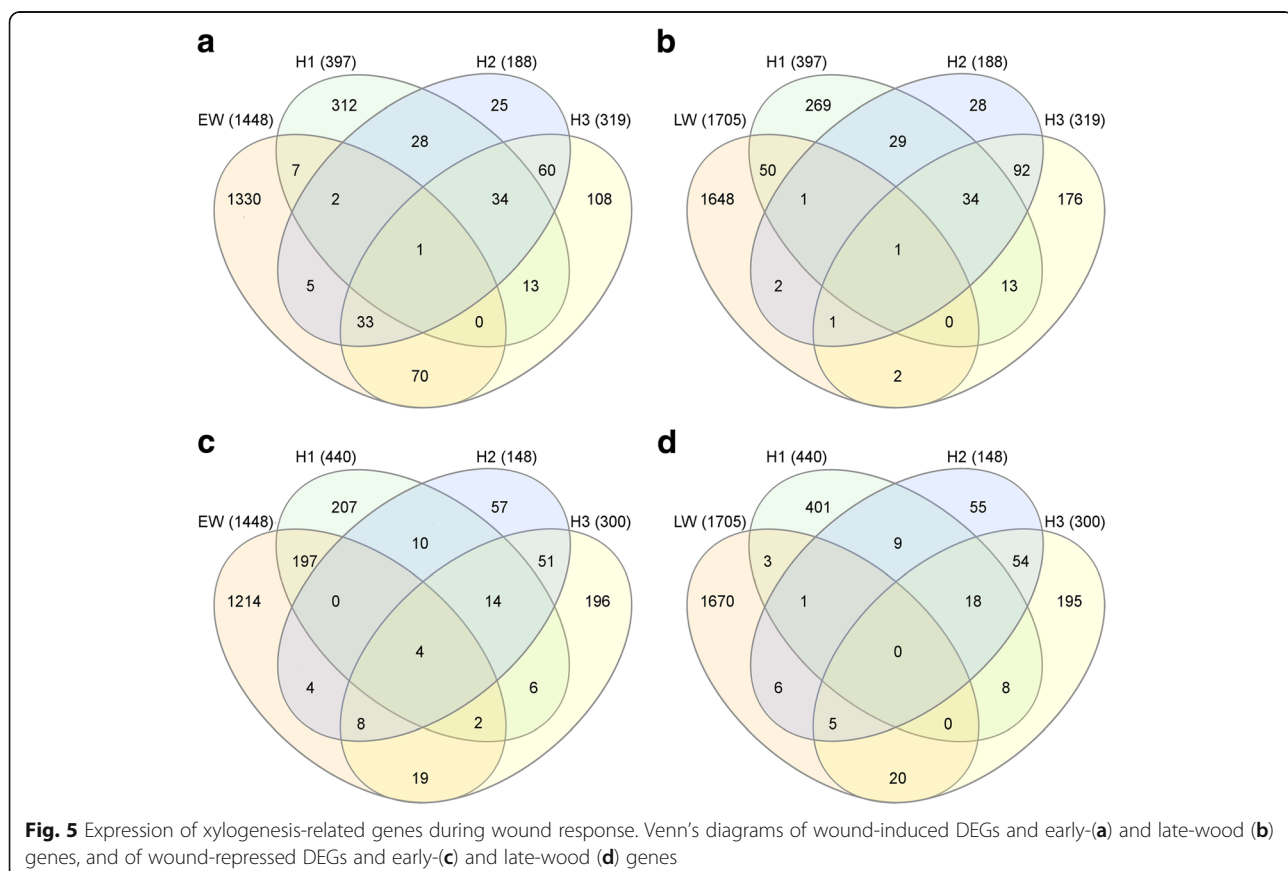 a
H1 (397) H2 (188)
EW (1448) H3 (319)
312 25
28
7 60
1330 2 34 108
1
5 13
33 0
70
b
H1 (397) H2 (188)
LW (1705) H3 (319)
269 28
29
50 92
1648 1 34 176
1
2 13
1 0
2
c
H1 (440) H2 (148)
EW (1448) H3 (300)
207 57
10
197 51
1214 0 14 196
4
4 6
8 2
19
d
H1 (440) H2 (148)
LW (1705) H3 (300)
401 55
9
3 54
1670 1 18 195
0
6 8
5 0
20
Fig. 5 Expression of xylogenesis-related genes during wound response. Venn's diagrams of wound-induced DEGs and early-(a) and late-wood (b)
genes, and of wound-repressed DEGs and early-(c) and late-wood (d) genes